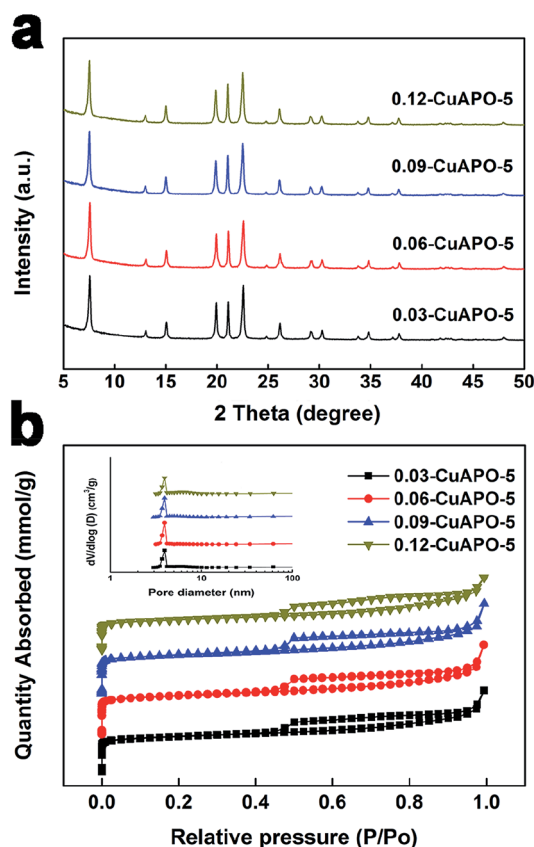 a
Intensity (a.u.)
0.12-CuAPO-5
0.09-CuAPO-5
0.06-CuAPO-5
0.03-CuAPO-5
5 10 15 20 25 30 35 40 45 50
2 Theta (degree)
b
Quantity Absorbed (mmol/g)
dV/dlog (D) (cm³/g)
1 10 100
Pore diameter (nm)
0.03-CuAPO-5
0.06-CuAPO-5
0.09-CuAPO-5
0.12-CuAPO-5
0.0 0.2 0.4 0.6 0.8 1.0
Relative pressure (P/Po)